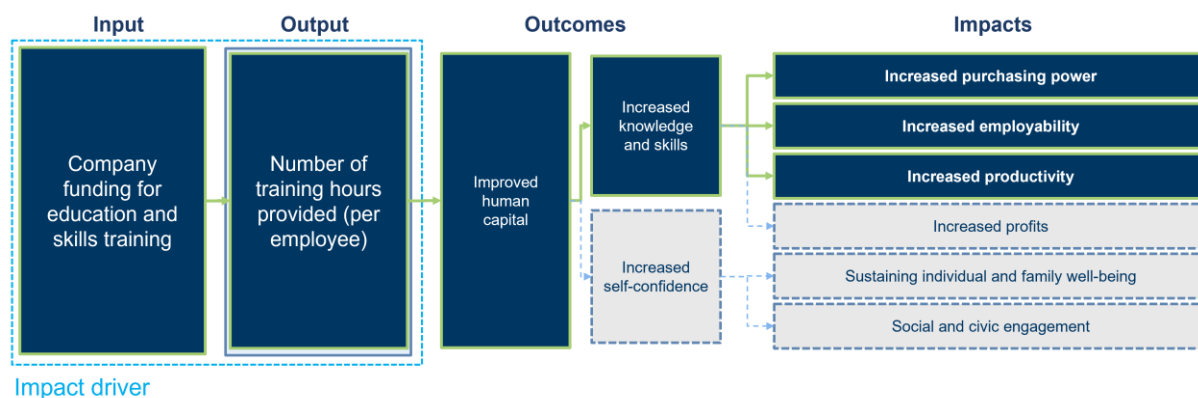 Input
Output
Outcomes
Impacts
Company
funding for
education and
skills training
Number of
training hours
provided (per
employee)
Improved
human
capital
Increased
knowledge
and skills
Increased
self-confidence
Increased purchasing power
Increased employability
Increased productivity
Increased profits
Sustaining individual and family well-being
Social and civic engagement
Impact driver